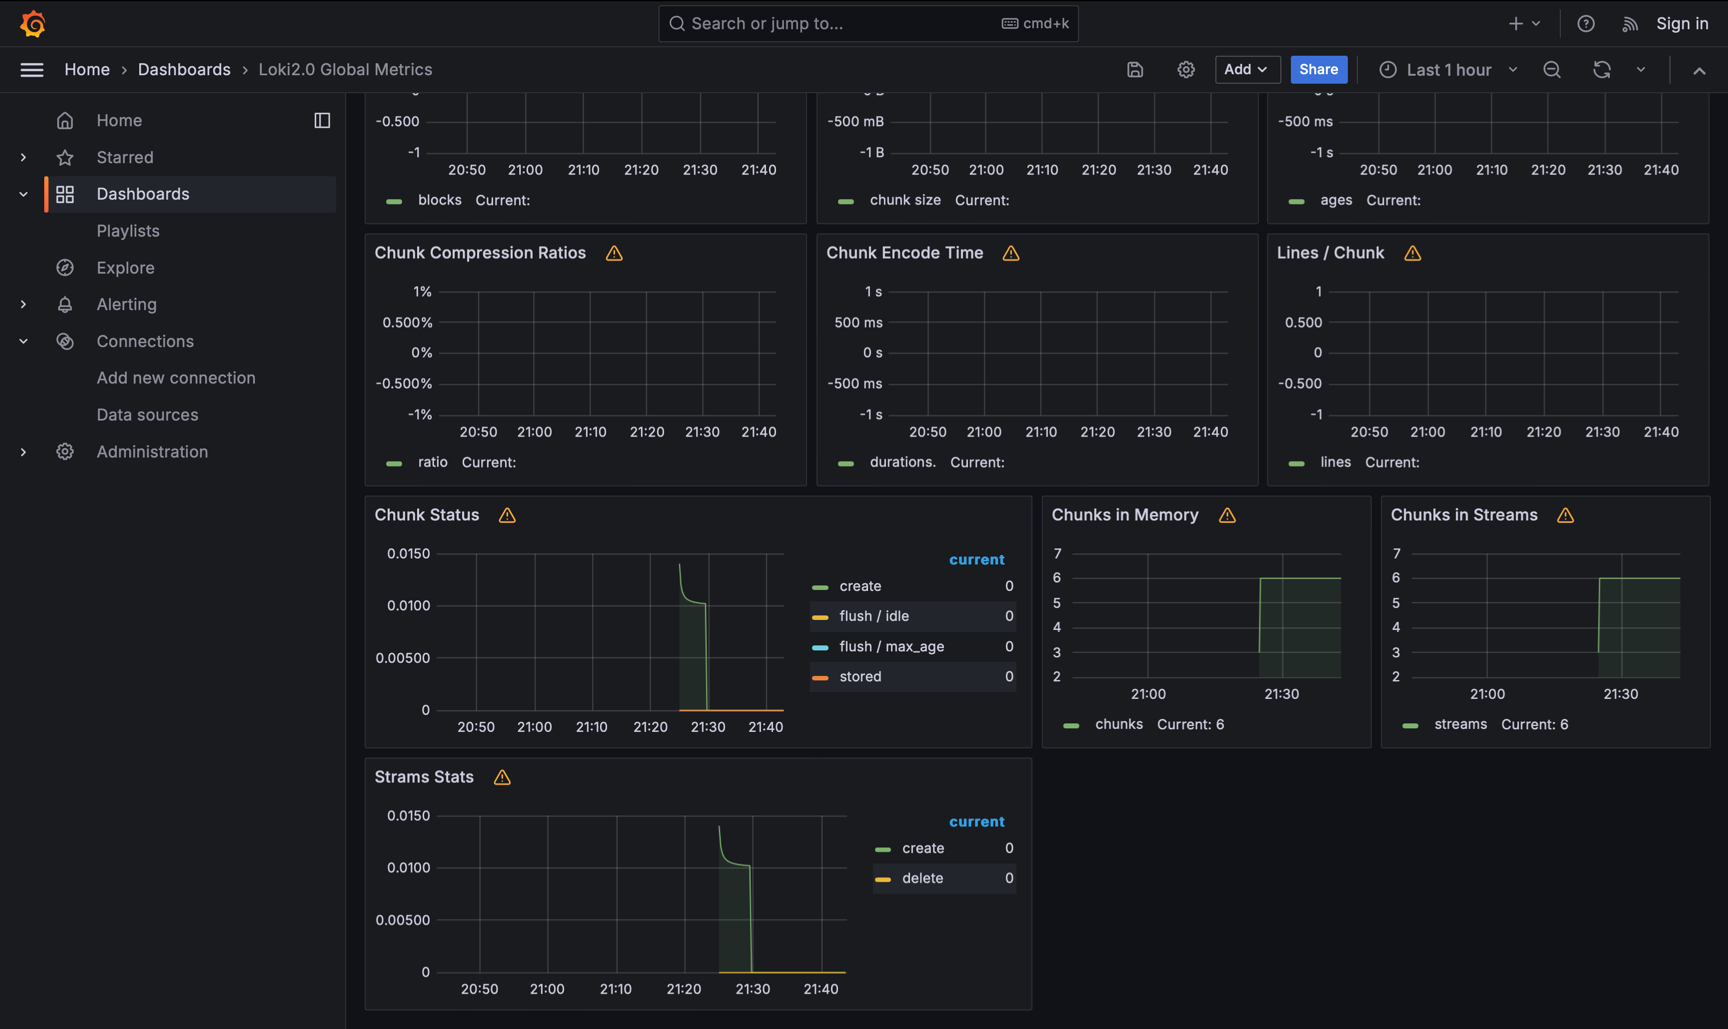 Search or jump to...
cmd+k
Sign in
Home › Dashboards › Loki2.0 Global Metrics
Add
Share
Last 1 hour
Home
Starred
Dashboards
Playlists
Explore
Alerting
Connections
Add new connection
Data sources
Administration
-0.500
-1
20:50 21:00 21:10 21:20 21:30 21:40
blocks Current:
-500 mB
-1 B
20:50 21:00 21:10 21:20 21:30 21:40
chunk size Current:
-500 ms
-1 s
20:50 21:00 21:10 21:20 21:30 21:40
ages Current:
Chunk Compression Ratios
1%
0.500%
0%
-0.500%
-1%
20:50 21:00 21:10 21:20 21:30 21:40
ratio Current:
Chunk Encode Time
1 s
500 ms
0 s
-500 ms
-1 s
20:50 21:00 21:10 21:20 21:30 21:40
durations. Current:
Lines / Chunk
1
0.500
0
-0.500
-1
20:50 21:00 21:10 21:20 21:30 21:40
lines Current:
Chunk Status
0.0150
0.0100
0.00500
0
20:50 21:00 21:10 21:20 21:30 21:40
current
create 0
flush / idle 0
flush / max_age 0
stored 0
Chunks in Memory
7
6
5
4
3
2
21:00 21:30
chunks Current: 6
Chunks in Streams
7
6
5
4
3
2
21:00 21:30
streams Current: 6
Strams Stats
0.0150
0.0100
0.00500
0
20:50 21:00 21:10 21:20 21:30 21:40
current
create 0
delete 0